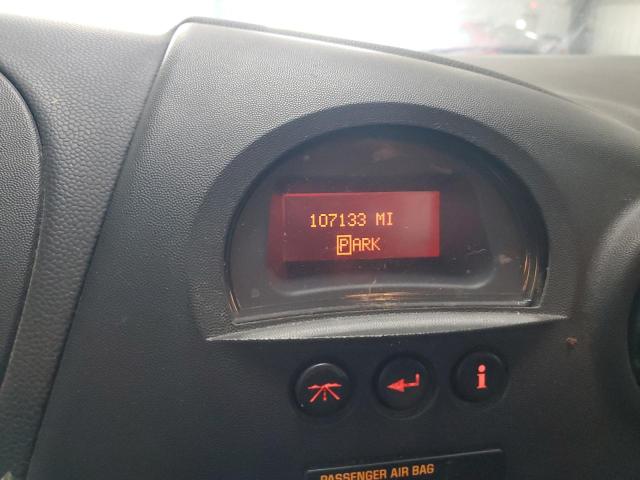 107133 MI
PARK
i
PASSENGER AIR BAG